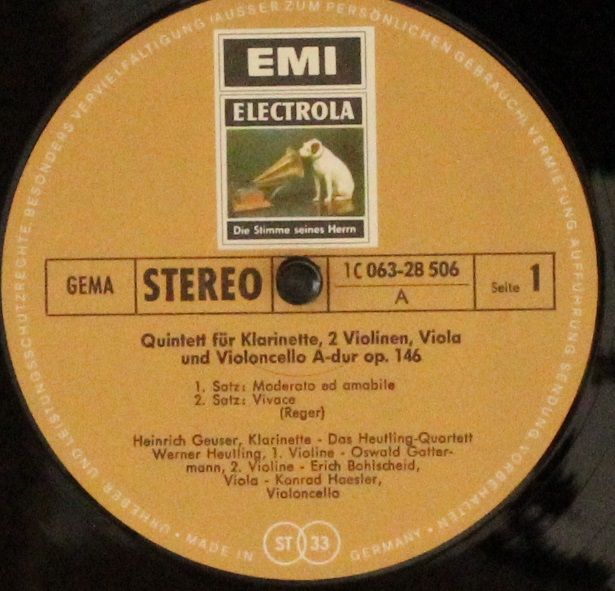 URHEBER- UND LEISTUNGSSCHUTZRECHTE, BESONDERS VERVIELFÄLTIGUNG (AUSSER ZUM PERSÖNLICHEN GEBRAUCH), VERMIETUNG, AUFFÜHRUNG, SENDUNG, VORBEHALTEN
EMI
ELECTROLA
Die Stimme seines Herrn
GEMA
STEREO
1C 063-28 506
A
Seite 1
Quintett für Klarinette, 2 Violinen, Viola
und Violoncello A-dur op. 146
1. Satz: Moderato ed amabile
2. Satz: Vivace
(Reger)
Heinrich Geuser, Klarinette - Das Heutling-Quartett
Werner Heutling, 1. Violine - Oswald Gatter-
mann, 2. Violine - Erich Bohlscheid,
Viola - Konrad Haesler,
Violoncello
• MADE IN ST 33 GERMANY •